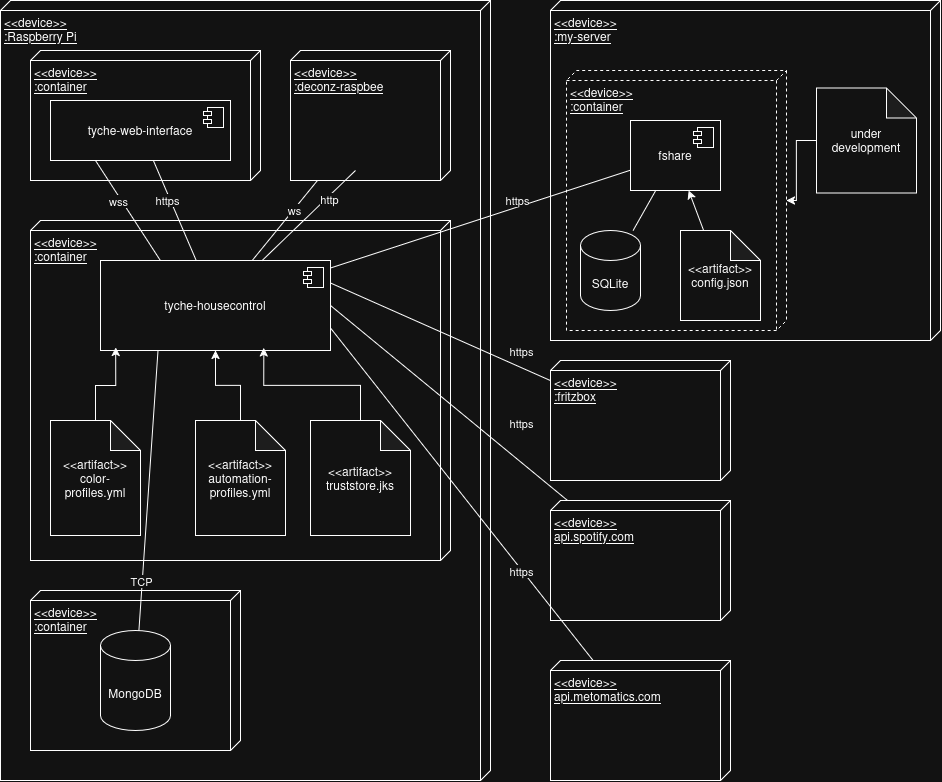 <<device>>
:Raspberry Pi
<<device>>
:container
tyche-web-interface
<<device>>
:deconz-raspbee
wss
https
ws
http
<<device>>
:container
tyche-housecontrol
<<artifact>>
color-
profiles.yml
<<artifact>>
automation-
profiles.yml
<<artifact>>
truststore.jks
TCP
<<device>>
:container
MongoDB
https
https
https
https
<<device>>
:my-server
<<device>>
:container
fshare
SQLite
<<artifact>>
config.json
under
development
<<device>>
:fritzbox
<<device>>
api.spotify.com
<<device>>
api.metomatics.com